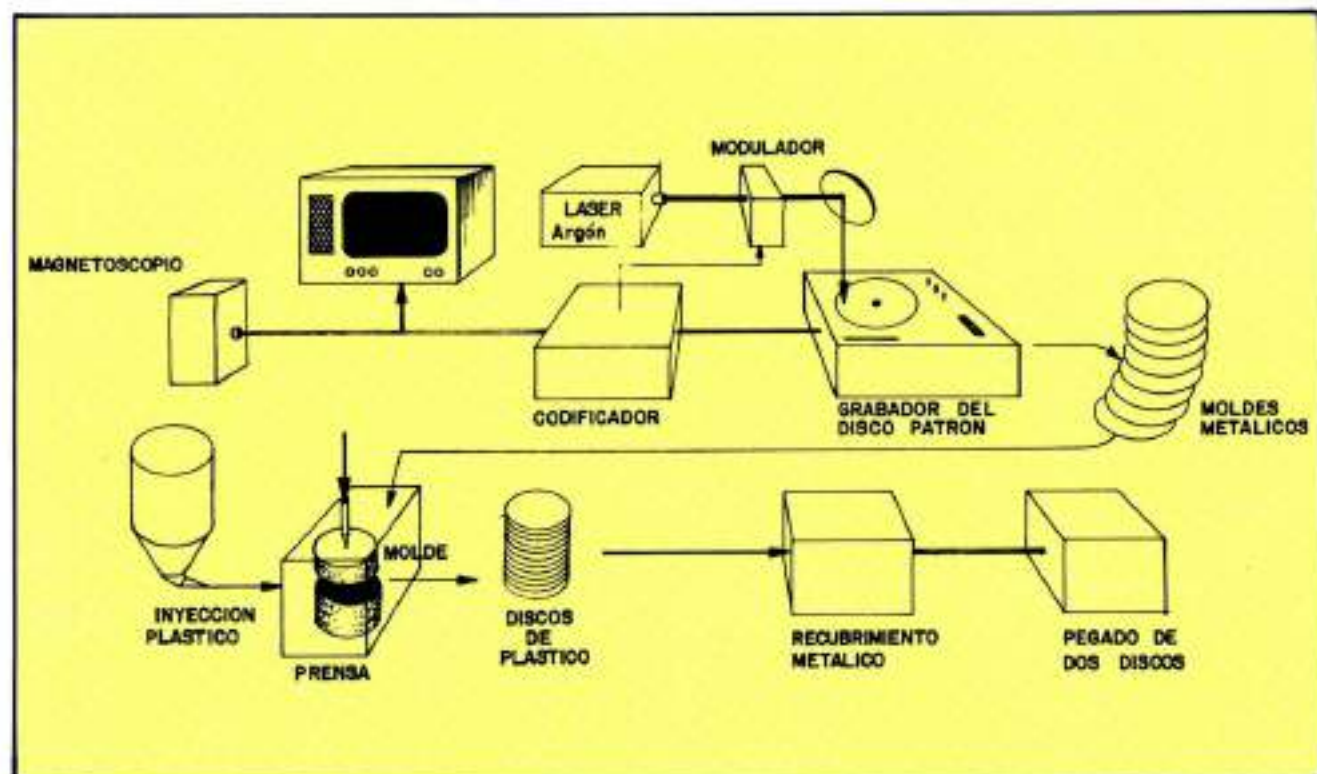 MODULADOR
LASER
Argón
MAGNETOSCOPIO
CODIFICADOR
GRABADOR DEL
DISCO PATRON
MOLDES
METALICOS
MOLDE
INYECCION
PLASTICO
PRENSA
DISCOS
DE
PLASTICO
RECUBRIMIENTO
METALICO
PEGADO DE
DOS DISCOS